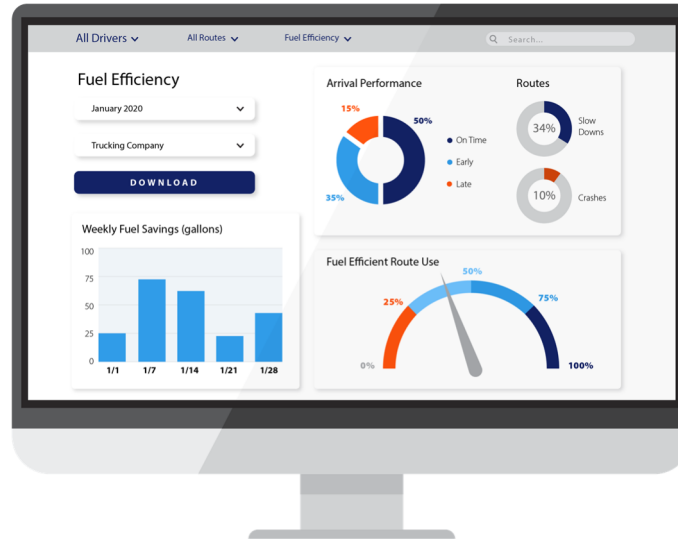 All Drivers
All Routes
Fuel Efficiency
Search...
Fuel Efficiency
January 2020
Trucking Company
DOWNLOAD
Weekly Fuel Savings (gallons)
100
75
50
25
0
1/1
1/7
1/14
1/21
1/28
Arrival Performance
15%
50%
35%
On Time
Early
Late
Routes
34%
Slow
Downs
10%
Crashes
Fuel Efficient Route Use
0%
25%
50%
75%
100%